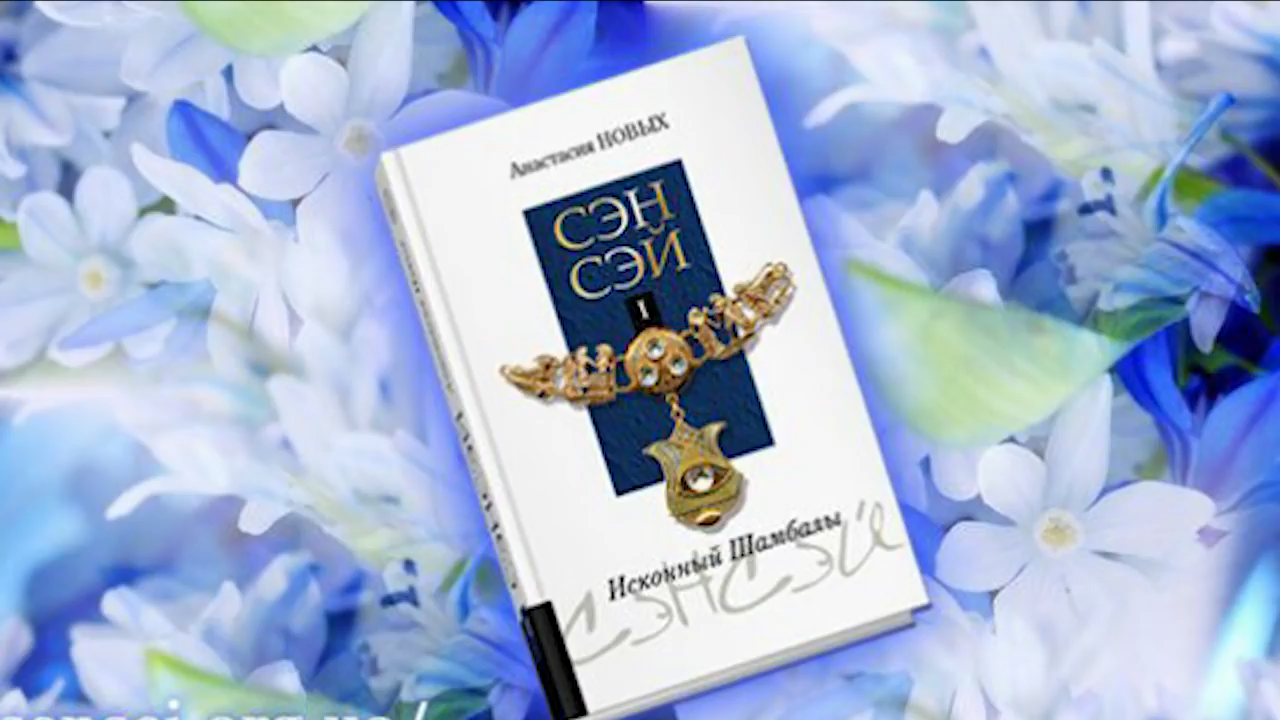 Анастасия НОВЫХ
СЭН
СЭЙ
I
Исконный Шамбалы
СЭНСЭЙ